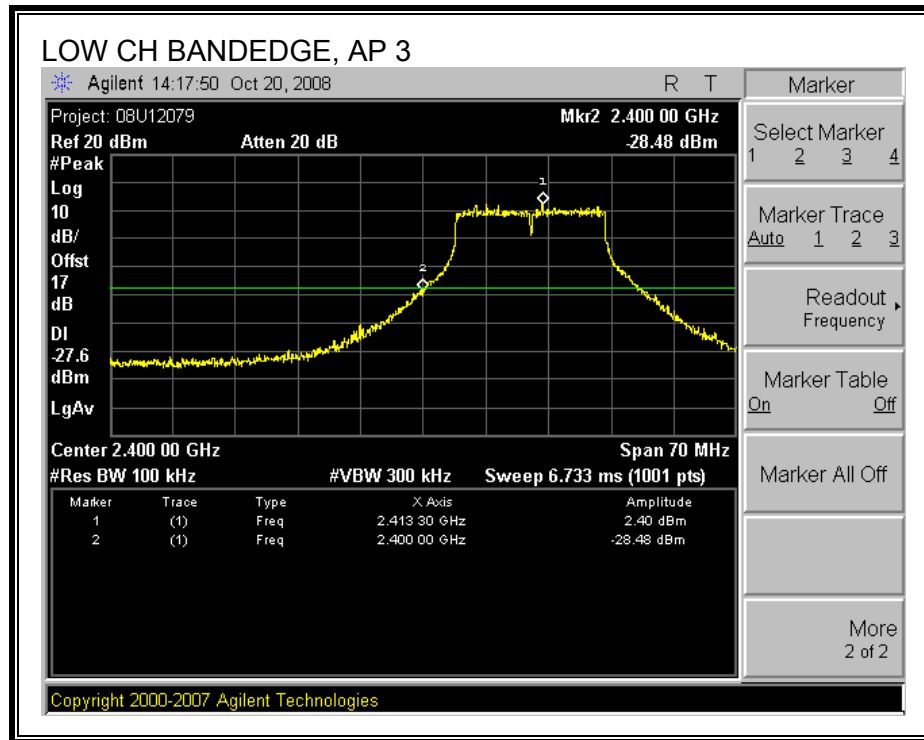 LOW CH BANDEDGE, AP 3
Agilent 14:17:50 Oct 20, 2008 R T
Project: 08U12079 Mkr2 2.400 00 GHz
Ref 20 dBm Atten 20 dB -28.48 dBm
#Peak
Log
10
dB/
Offst
17
dB
DI
-27.6
dBm
LgAv
1
2
Center 2.400 00 GHz Span 70 MHz
#Res BW 100 kHz #VBW 300 kHz Sweep 6.733 ms (1001 pts)
Marker Trace Type X Axis Amplitude
1 (1) Freq 2.413 30 GHz 2.40 dBm
2 (1) Freq 2.400 00 GHz -28.48 dBm
Copyright 2000-2007 Agilent Technologies
Marker
Select Marker
1 2 3 4
Marker Trace
Auto 1 2 3
Readout
Frequency
Marker Table
On Off
Marker All Off
More
2 of 2